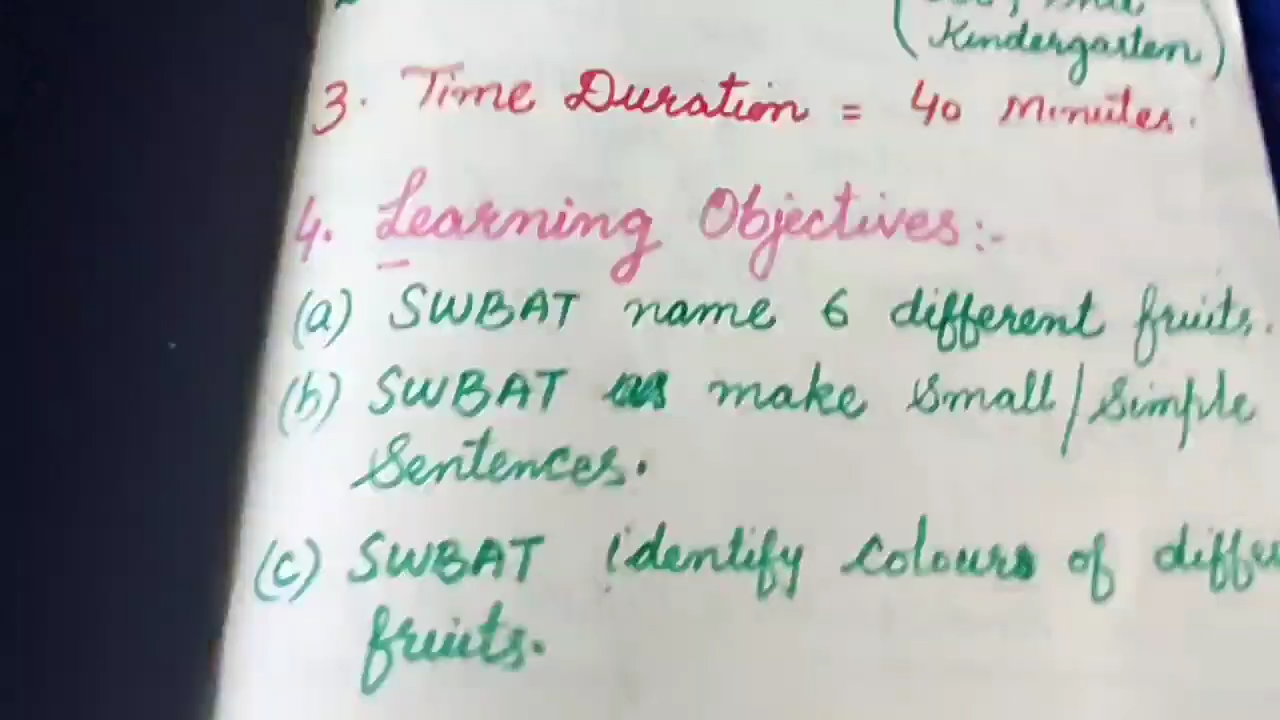 Kindergarten)
3. Time Duration = 40 Minutes.
4. Learning Objectives:-
(a) SWBAT name 6 different fruits.
(b) SWBAT make small/simple
sentences.
(c) SWBAT identify colours of diffe
fruits.